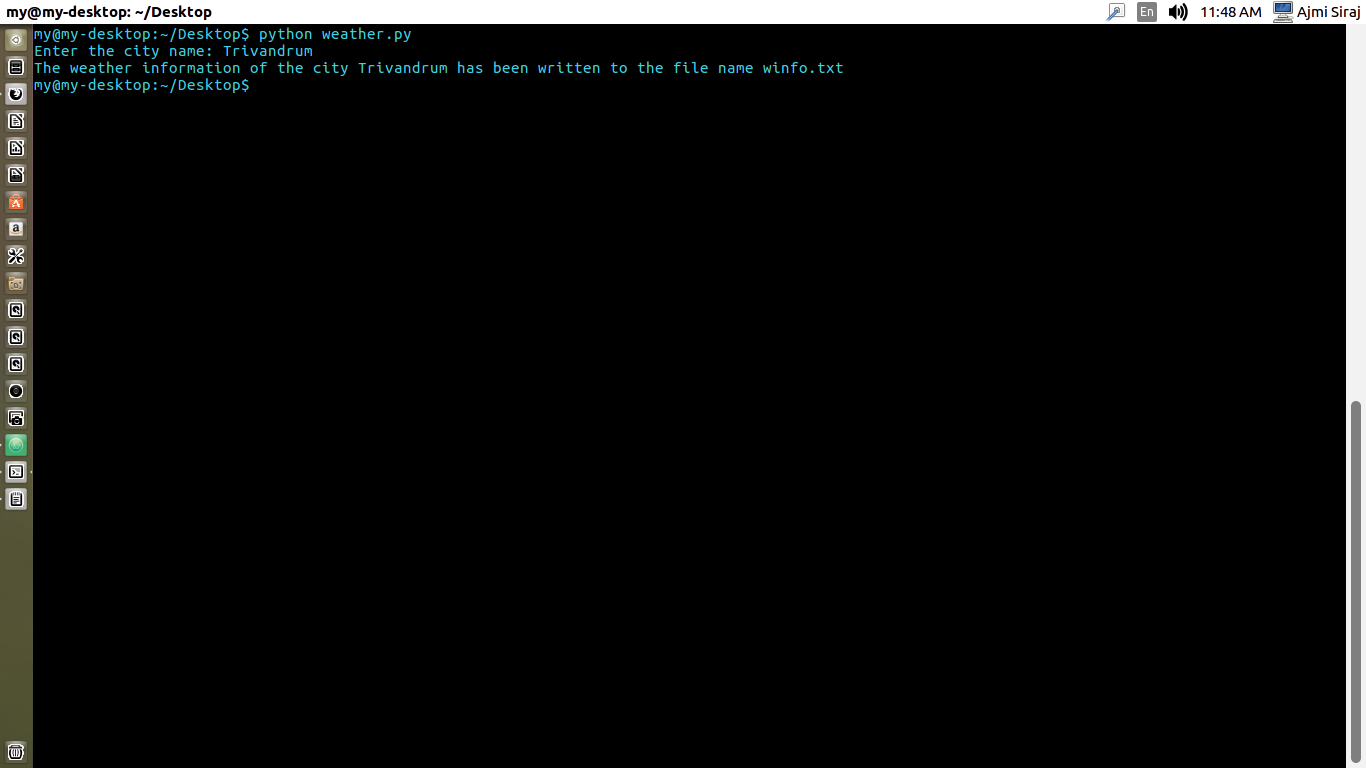 my@my-desktop: ~/Desktop
En
11:48 AM
Ajmi Siraj
my@my-desktop:~/Desktop$ python weather.py
Enter the city name: Trivandrum
The weather information of the city Trivandrum has been written to the file name winfo.txt
my@my-desktop:~/Desktop$